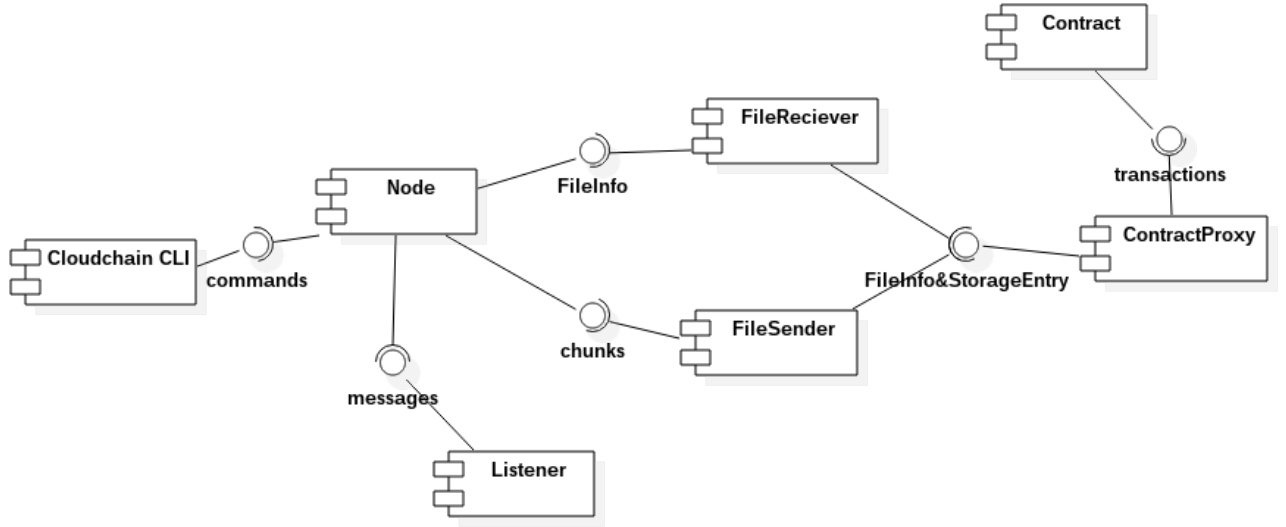 Contract
FileReciever
transactions
Node
FileInfo
ContractProxy
Cloudchain CLI
commands
FileInfo&StorageEntry
FileSender
chunks
messages
Listener